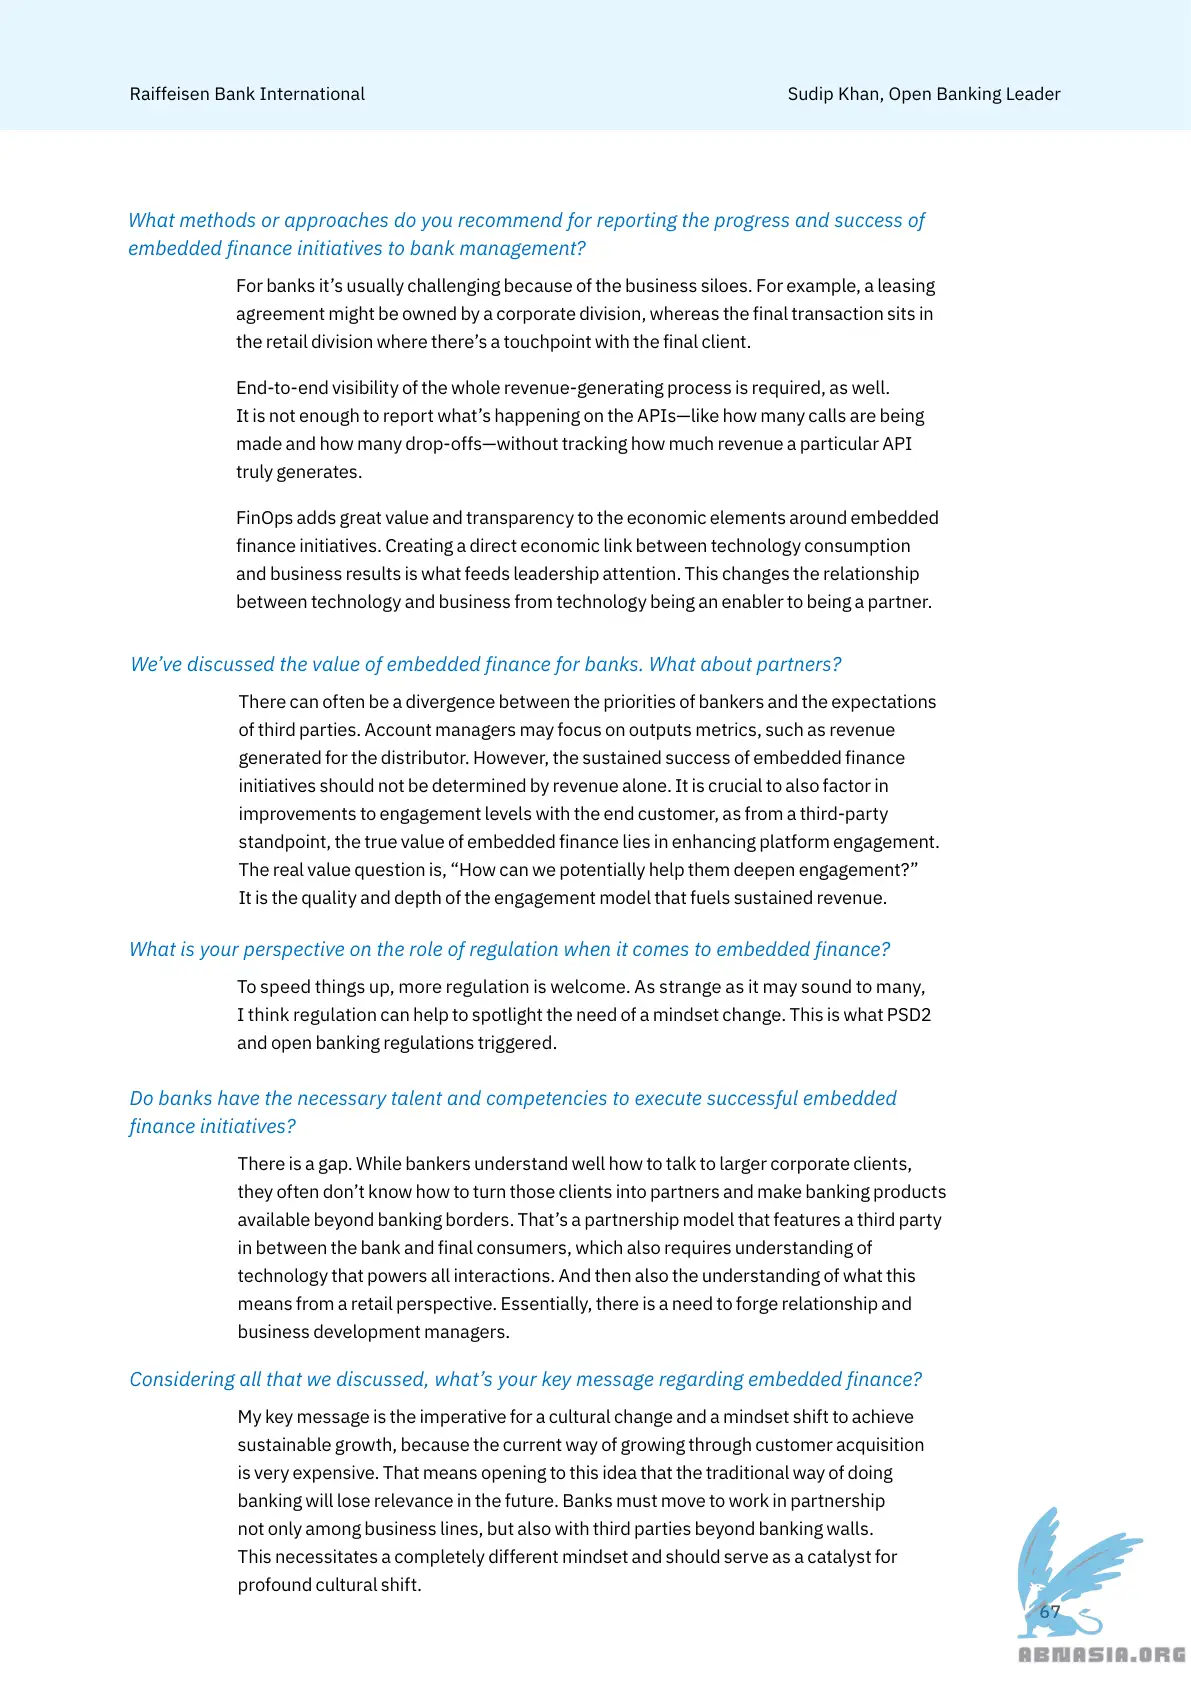 Raiffeisen Bank International
Sudip Khan, Open Banking Leader
What methods or approaches do you recommend for reporting the progress and success of
embedded finance initiatives to bank management?
For banks it’s usually challenging because of the business siloes. For example, a leasing
agreement might be owned by a corporate division, whereas the final transaction sits in
the retail division where there’s a touchpoint with the final client.
End-to-end visibility of the whole revenue-generating process is required, as well.
It is not enough to report what’s happening on the APIs—like how many calls are being
made and how many drop-offs—without tracking how much revenue a particular API
truly generates.
FinOps adds great value and transparency to the economic elements around embedded
finance initiatives. Creating a direct economic link between technology consumption
and business results is what feeds leadership attention. This changes the relationship
between technology and business from technology being an enabler to being a partner.
We’ve discussed the value of embedded finance for banks. What about partners?
There can often be a divergence between the priorities of bankers and the expectations
of third parties. Account managers may focus on outputs metrics, such as revenue
generated for the distributor. However, the sustained success of embedded finance
initiatives should not be determined by revenue alone. It is crucial to also factor in
improvements to engagement levels with the end customer, as from a third-party
standpoint, the true value of embedded finance lies in enhancing platform engagement.
The real value question is, “How can we potentially help them deepen engagement?”
It is the quality and depth of the engagement model that fuels sustained revenue.
What is your perspective on the role of regulation when it comes to embedded finance?
To speed things up, more regulation is welcome. As strange as it may sound to many,
I think regulation can help to spotlight the need of a mindset change. This is what PSD2
and open banking regulations triggered.
Do banks have the necessary talent and competencies to execute successful embedded
finance initiatives?
There is a gap. While bankers understand well how to talk to larger corporate clients,
they often don’t know how to turn those clients into partners and make banking products
available beyond banking borders. That’s a partnership model that features a third party
in between the bank and final consumers, which also requires understanding of
technology that powers all interactions. And then also the understanding of what this
means from a retail perspective. Essentially, there is a need to forge relationship and
business development managers.
Considering all that we discussed, what’s your key message regarding embedded finance?
My key message is the imperative for a cultural change and a mindset shift to achieve
sustainable growth, because the current way of growing through customer acquisition
is very expensive. That means opening to this idea that the traditional way of doing
banking will lose relevance in the future. Banks must move to work in partnership
not only among business lines, but also with third parties beyond banking walls.
This necessitates a completely different mindset and should serve as a catalyst for
profound cultural shift.
67
ABNASIA.ORG